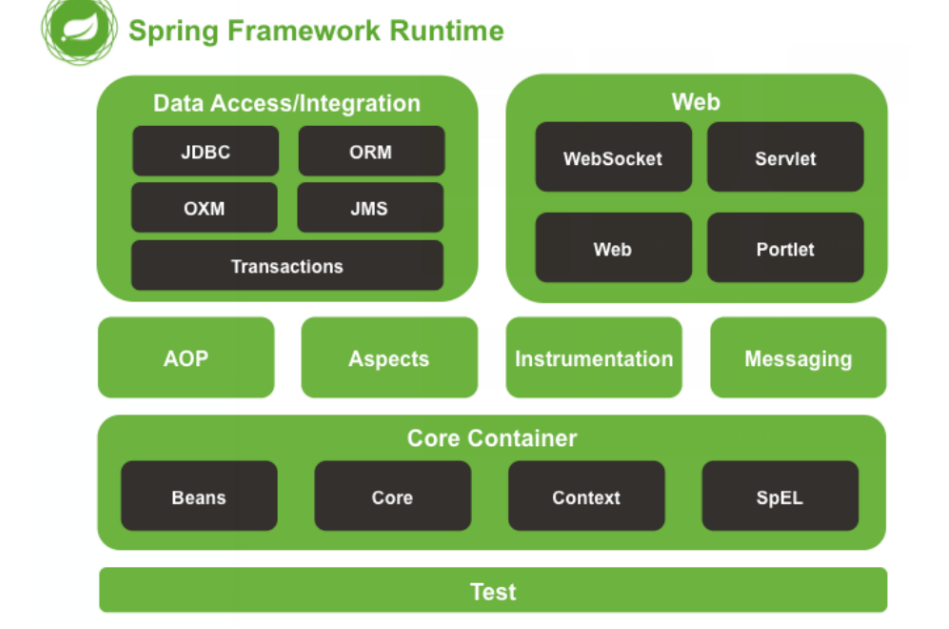 Spring Framework Runtime
Data Access/Integration
JDBC
ORM
OXM
JMS
Transactions
Web
WebSocket
Servlet
Web
Portlet
AOP
Aspects
Instrumentation
Messaging
Core Container
Beans
Core
Context
SpEL
Test